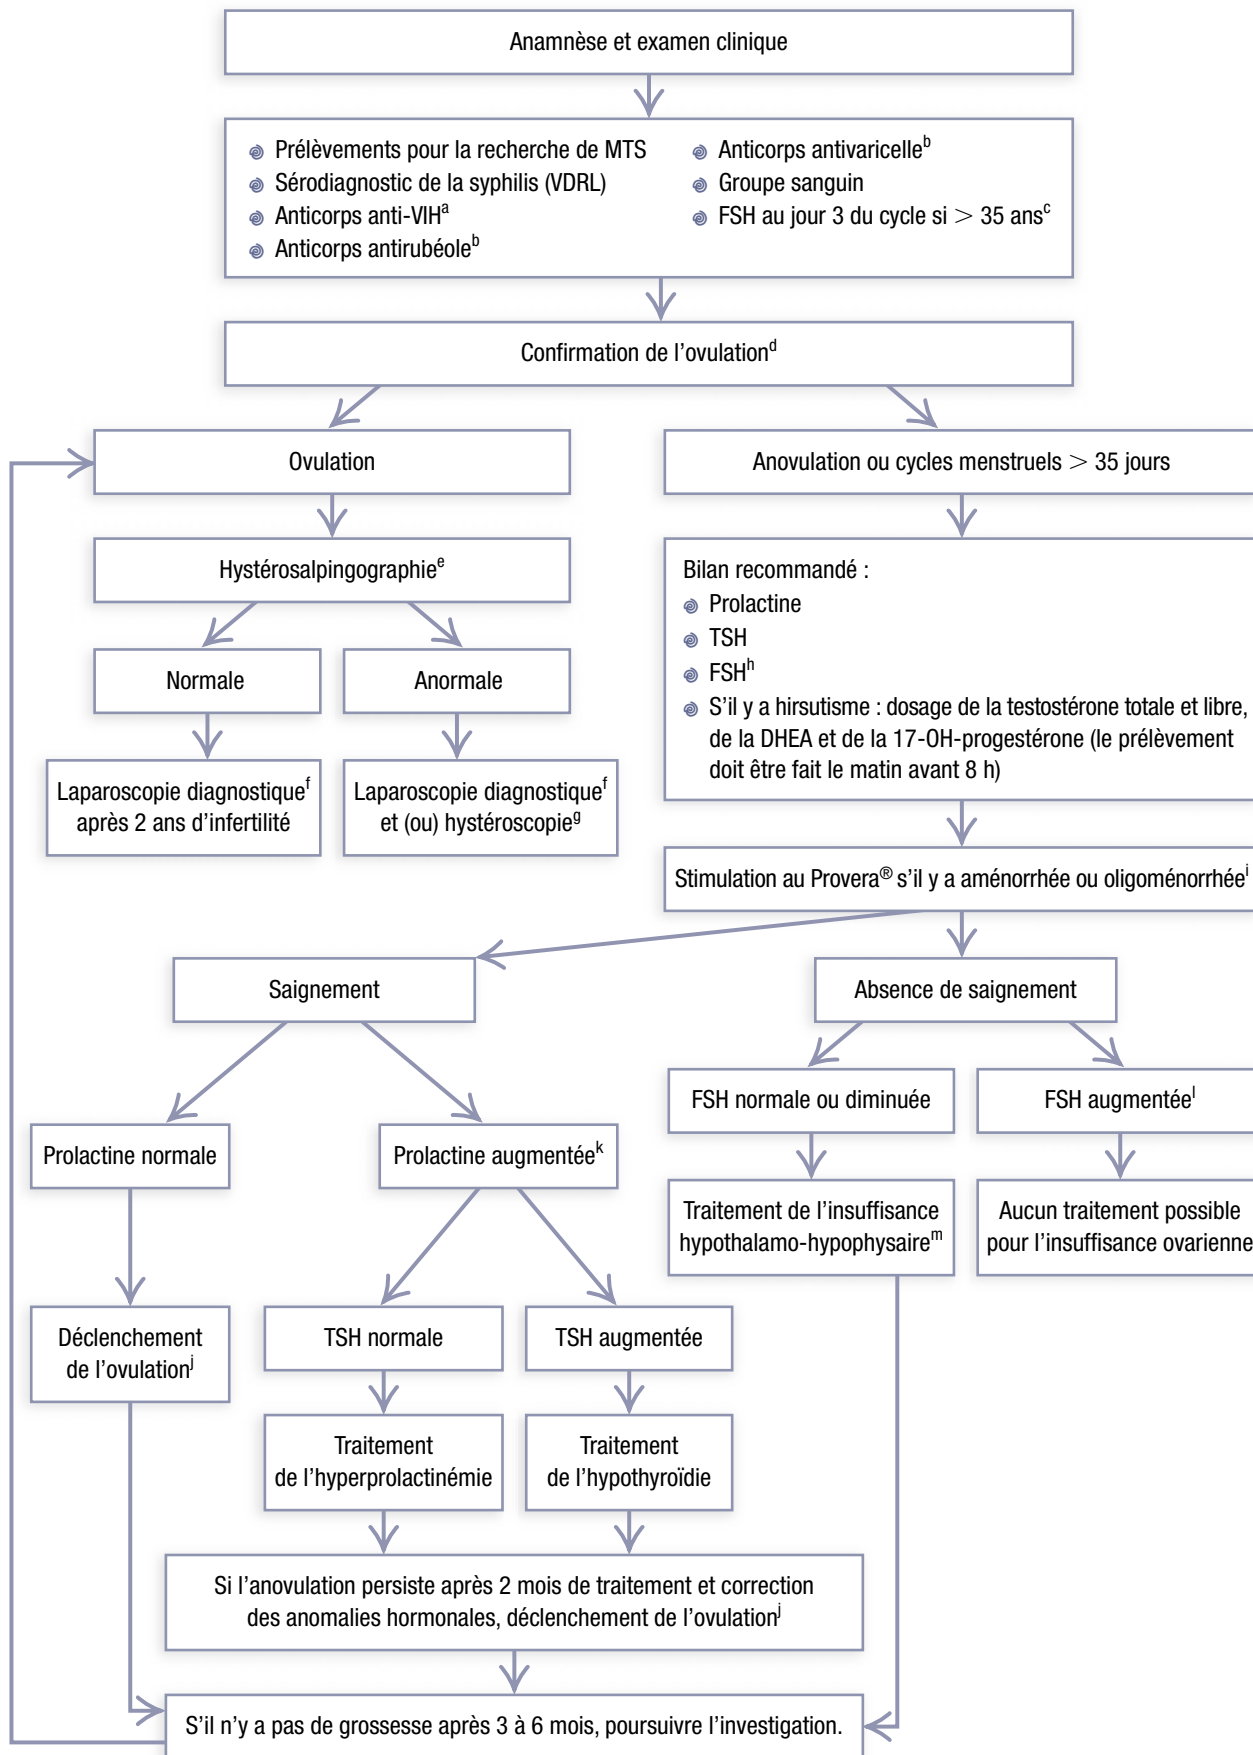 Anamnèse et examen clinique
Prélèvements pour la recherche de MTS
Sérodiagnostic de la syphilis (VDRL)
Anticorps anti-VIHᵃ
Anticorps antirubéoleᵇ
Anticorps antivaricelleᵇ
Groupe sanguin
FSH au jour 3 du cycle si > 35 ansᶜ
Confirmation de l’ovulationᵈ
Ovulation
Anovulation ou cycles menstruels > 35 jours
Hystérosalpingographieᵉ
Normale
Anormale
Laparoscopie diagnostiqueᶠ
après 2 ans d’infertilité
Laparoscopie diagnostiqueᶠ
et (ou) hystéroscopieᵍ
Bilan recommandé :
Prolactine
TSH
FSHʰ
S’il y a hirsutisme : dosage de la testostérone totale et libre,
de la DHEA et de la 17-OH-progestérone (le prélèvement
doit être fait le matin avant 8 h)
Stimulation au Provera® s’il y a aménorrhée ou oligoménorrhéeⁱ
Saignement
Absence de saignement
FSH normale ou diminuée
FSH augmentéeˡ
Prolactine normale
Prolactine augmentéeᵏ
Traitement de l’insuffisance
hypothalamo-hypophysaireᵐ
Aucun traitement possible
pour l’insuffisance ovarienne
Déclenchement
de l’ovulationʲ
TSH normale
TSH augmentée
Traitement
de l’hyperprolactinémie
Traitement
de l’hypothyroïdie
Si l’anovulation persiste après 2 mois de traitement et correction
des anomalies hormonales, déclenchement de l’ovulationʲ
S’il n’y a pas de grossesse après 3 à 6 mois, poursuivre l’investigation.